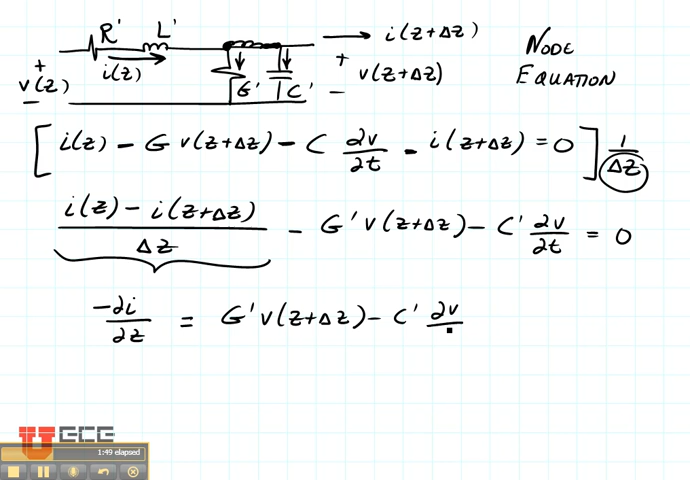 R' L' i(z+Δz)
+ i(z) + NODE
v(z) G' C' v(z+Δz) EQUATION
− −
[ i(z) − G v(z+Δz) − C ∂v/∂t − i(z+Δz) = 0 ] 1/Δz
i(z) − i(z+Δz)/Δz − G' v(z+Δz) − C' ∂v/∂t = 0
−∂i/∂z = G' v(z+Δz) − C' ∂v/
U ECE
1:49 elapsed